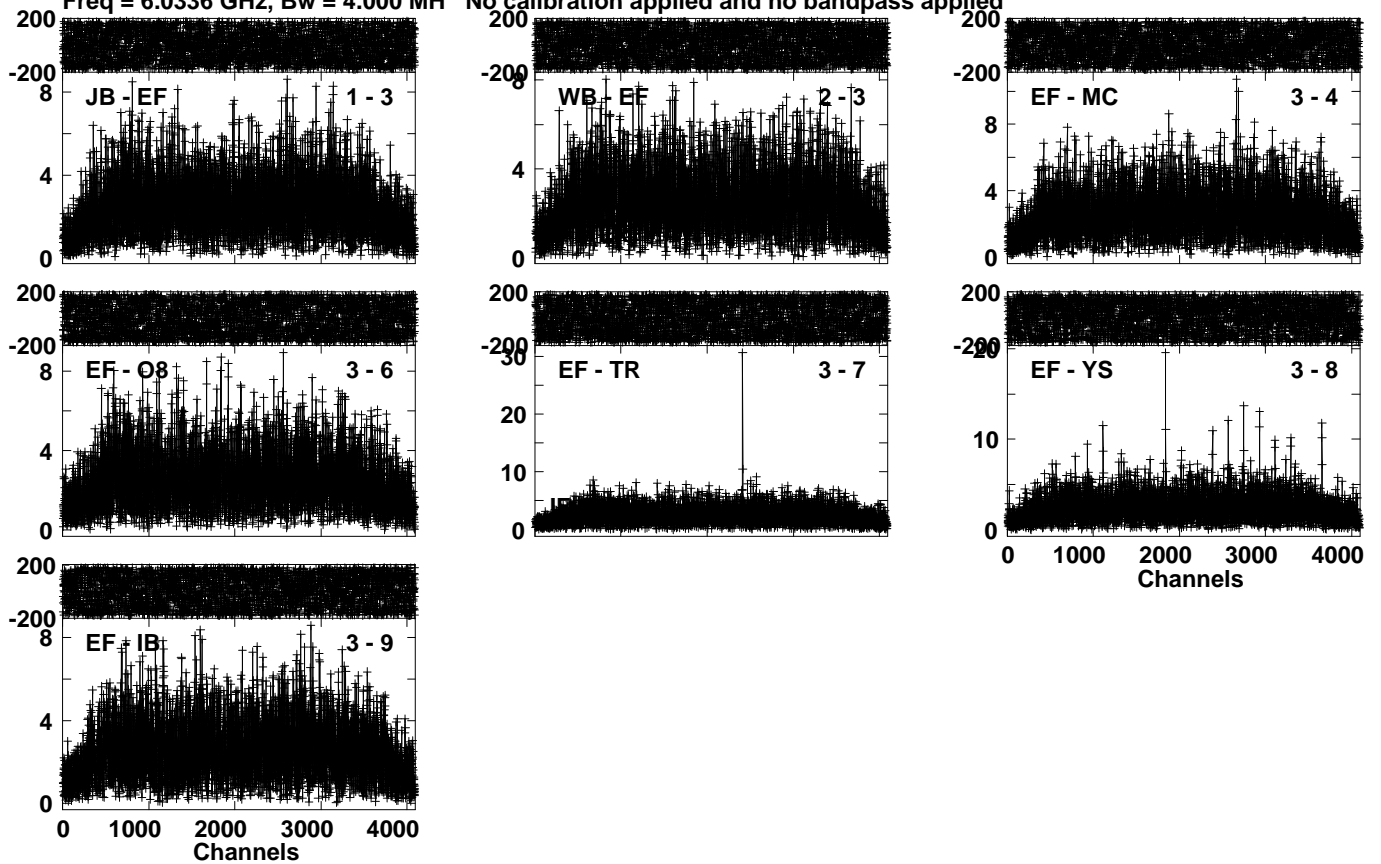 Freq = 6.0336 GHz, Bw = 4.000 MH No calibration applied and no bandpass applied
200
-200
8
4
0
JB - EF
1 - 3
200
-200
8
4
0
WB - EF
2 - 3
200
-200
8
4
0
EF - MC
3 - 4
200
-200
8
4
0
EF - O8
3 - 6
200
-200
30
20
10
0
EF - TR
3 - 7
200
-200
20
10
0
EF - YS
3 - 8
0 1000 2000 3000 4000
Channels
200
-200
8
4
0
EF - IB
3 - 9
0 1000 2000 3000 4000
Channels